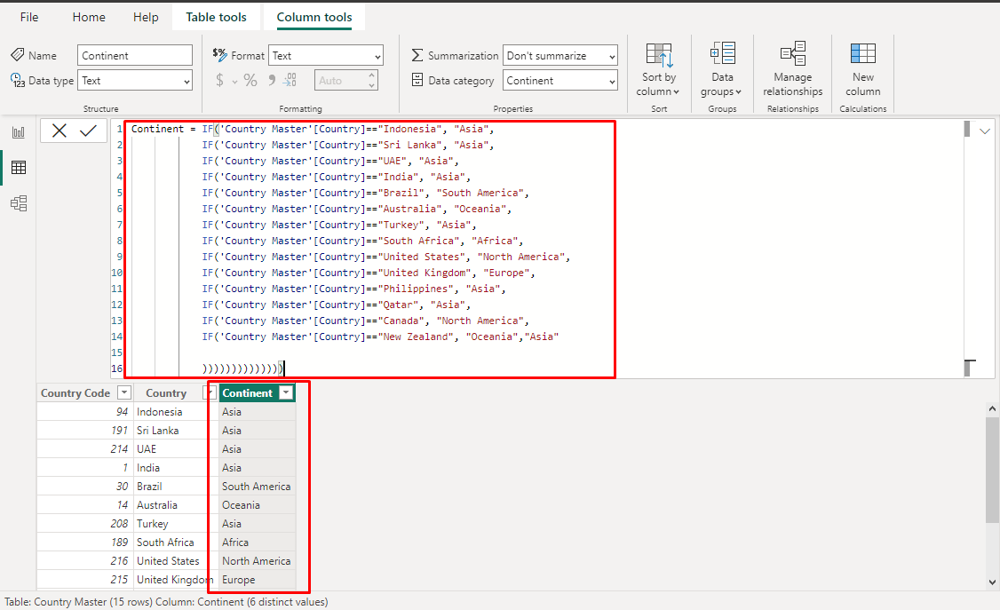 File Home Help Table tools Column tools
Name Continent $% Format Text Summarization Don't summarize
Data type Text $ % 9 .00 Auto Data category Continent
Sort by column Data groups Manage relationships New column
Structure Formatting Properties Sort Groups Relationships Calculations
1 Continent = IF('Country Master'[Country]=="Indonesia", "Asia",
2 IF('Country Master'[Country]=="Sri Lanka", "Asia",
3 IF('Country Master'[Country]=="UAE", "Asia",
4 IF('Country Master'[Country]=="India", "Asia",
5 IF('Country Master'[Country]=="Brazil", "South America",
6 IF('Country Master'[Country]=="Australia", "Oceania",
7 IF('Country Master'[Country]=="Turkey", "Asia",
8 IF('Country Master'[Country]=="South Africa", "Africa",
9 IF('Country Master'[Country]=="United States", "North America",
10 IF('Country Master'[Country]=="United Kingdom", "Europe",
11 IF('Country Master'[Country]=="Philippines", "Asia",
12 IF('Country Master'[Country]=="Qatar", "Asia",
13 IF('Country Master'[Country]=="Canada", "North America",
14 IF('Country Master'[Country]=="New Zealand", "Oceania","Asia"
15
16 ))))))))))))))
Country Code Country Continent
94 Indonesia Asia
191 Sri Lanka Asia
214 UAE Asia
1 India Asia
30 Brazil South America
14 Australia Oceania
208 Turkey Asia
189 South Africa Africa
216 United States North America
215 United Kingdom Europe
Table: Country Master (15 rows) Column: Continent (6 distinct values)